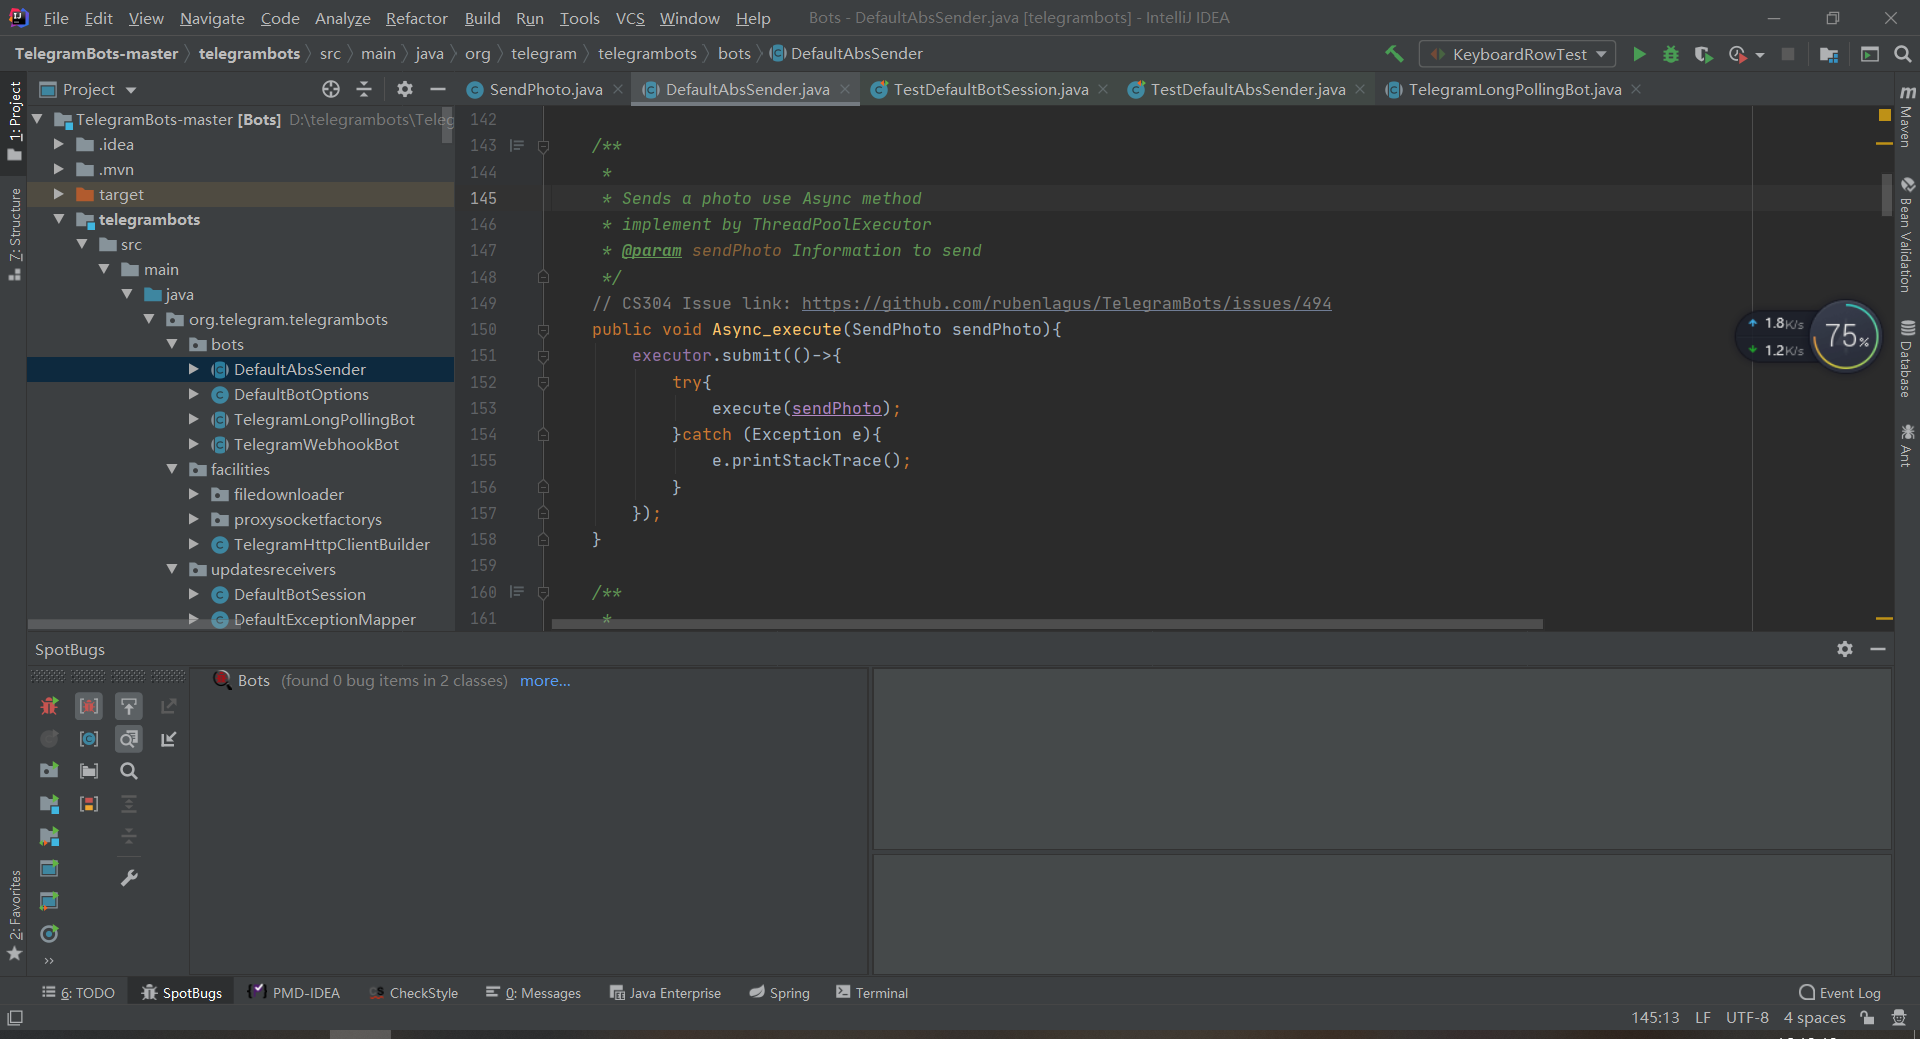 File Edit View Navigate Code Analyze Refactor Build Run Tools VCS Window Help Bots - DefaultAbsSender.java [telegrambots] - IntelliJ IDEA
TelegramBots-master telegrambots src main java org telegram telegrambots bots DefaultAbsSender KeyboardRowTest
Project SendPhoto.java DefaultAbsSender.java TestDefaultBotSession.java TestDefaultAbsSender.java TelegramLongPollingBot.java
1: Project
7: Structure
2: Favorites
TelegramBots-master [Bots] D:\telegrambots\Teleg
.idea
.mvn
target
telegrambots
src
main
java
org.telegram.telegrambots
bots
DefaultAbsSender
DefaultBotOptions
TelegramLongPollingBot
TelegramWebhookBot
facilities
filedownloader
proxysocketfactorys
TelegramHttpClientBuilder
updatesreceivers
DefaultBotSession
DefaultExceptionMapper
142
143 /**
144 *
145 * Sends a photo use Async method
146 * implement by ThreadPoolExecutor
147 * @param sendPhoto Information to send
148 */
149 // CS304 Issue link: https://github.com/rubenlagus/TelegramBots/issues/494
150 public void Async_execute(SendPhoto sendPhoto){
151 executor.submit(()->{
152 try{
153 execute(sendPhoto);
154 }catch (Exception e){
155 e.printStackTrace();
156 }
157 });
158 }
159
160 /**
161 *
1.8K/s
1.2K/s
75%
Maven
Bean Validation
Database
Ant
SpotBugs
Bots (found 0 bug items in 2 classes) more...
6: TODO SpotBugs PMD-IDEA CheckStyle 0: Messages Java Enterprise Spring Terminal Event Log
145:13 LF UTF-8 4 spaces